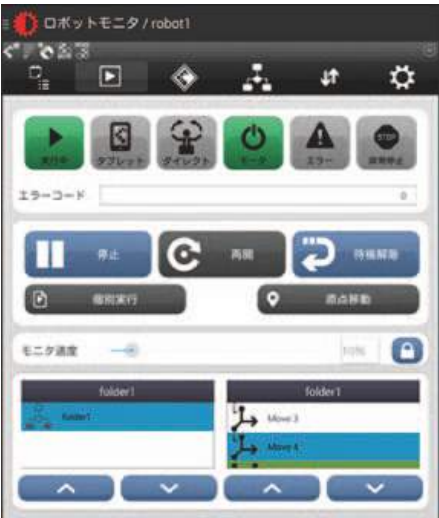 ロボットモニタ / robot1
実行中 タブレット ダイレクト モータ エラー STOP 非常停止
エラーコード 0
停止 再開 待機解除
個別実行 原点移動
モニタ速度 10%
folder1 folder1
folder1 Move 3
Move 4